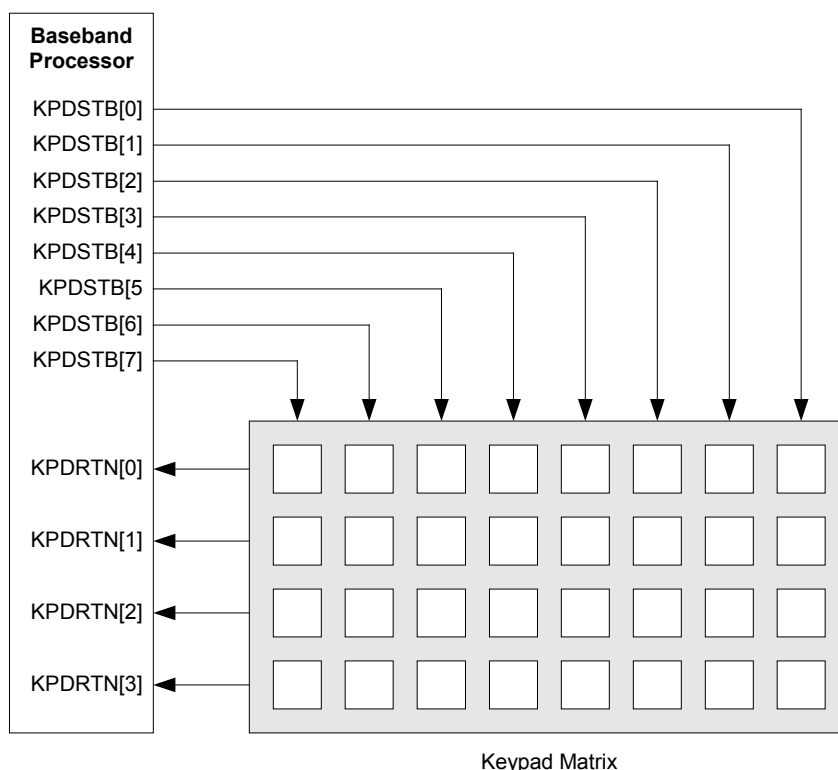 Baseband
Processor
KPDSTB[0]
KPDSTB[1]
KPDSTB[2]
KPDSTB[3]
KPDSTB[4]
KPDSTB[5
KPDSTB[6]
KPDSTB[7]
KPDRTN[0]
KPDRTN[1]
KPDRTN[2]
KPDRTN[3]
Keypad Matrix